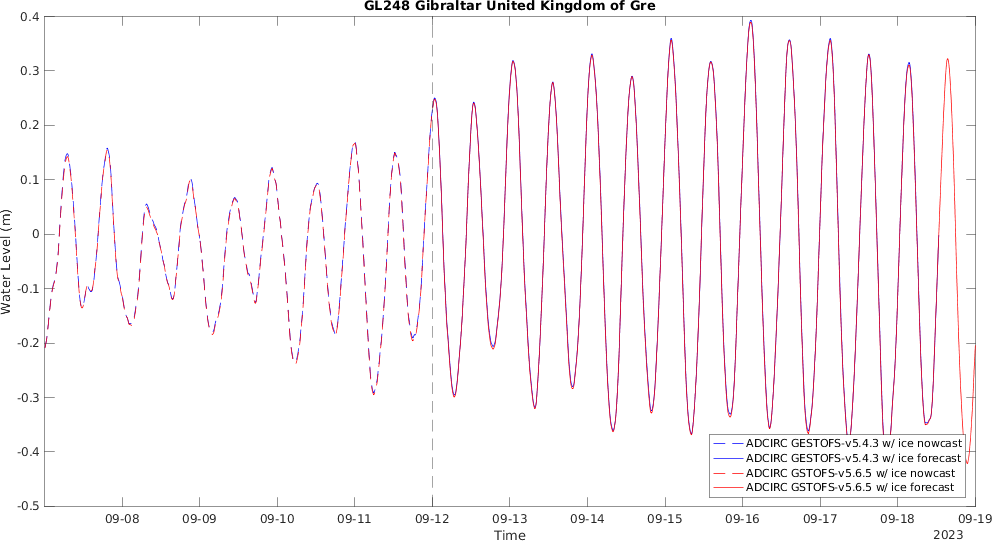 GL248 Gibraltar United Kingdom of Gre
0.4
0.3
0.2
0.1
0
-0.1
-0.2
-0.3
-0.4
-0.5
Water Level (m)
ADCIRC GESTOFS-v5.4.3 w/ ice nowcast
ADCIRC GESTOFS-v5.4.3 w/ ice forecast
ADCIRC GSTOFS-v5.6.5 w/ ice nowcast
ADCIRC GSTOFS-v5.6.5 w/ ice forecast
09-08 09-09 09-10 09-11 09-12 09-13 09-14 09-15 09-16 09-17 09-18 09-19
Time
2023